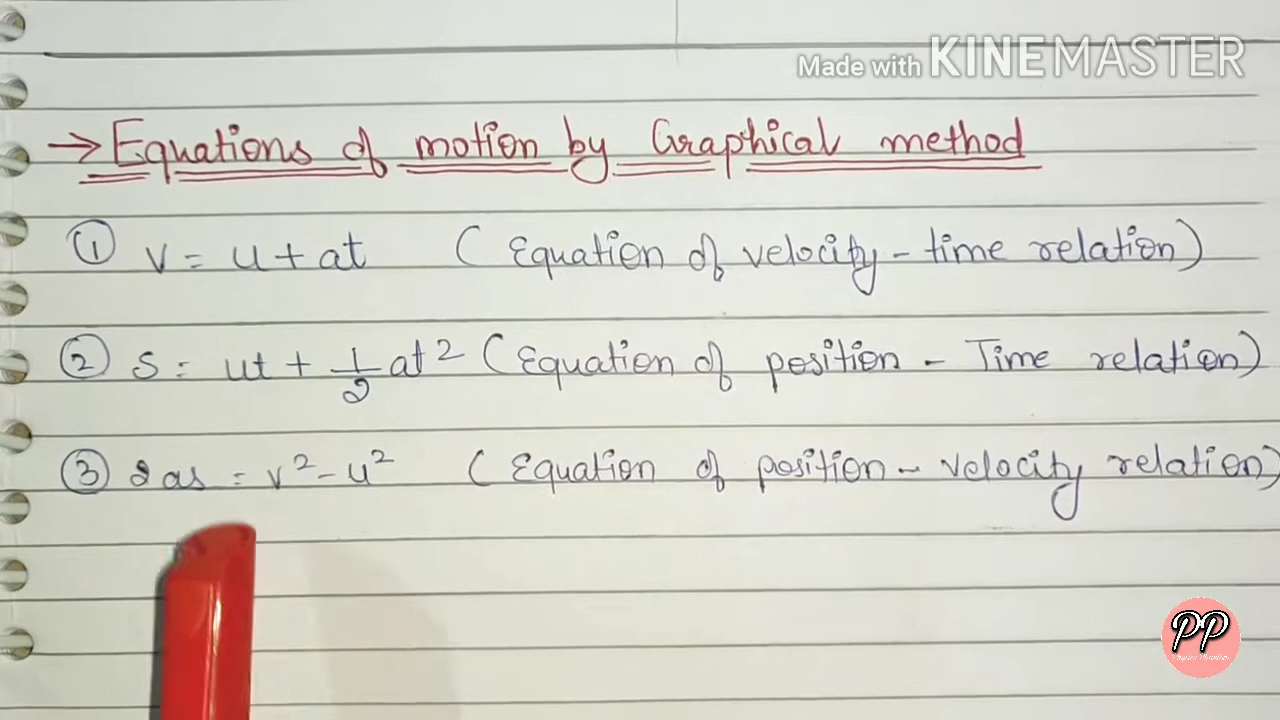 Made with KINEMASTER
→ Equations of motion by Graphical method
① v = u + at ( Equation of velocity - time relation)
② s = ut + 1/2 at² (Equation of position - Time relation)
③ 2as = v² - u² ( Equation of position - velocity relation)
PP